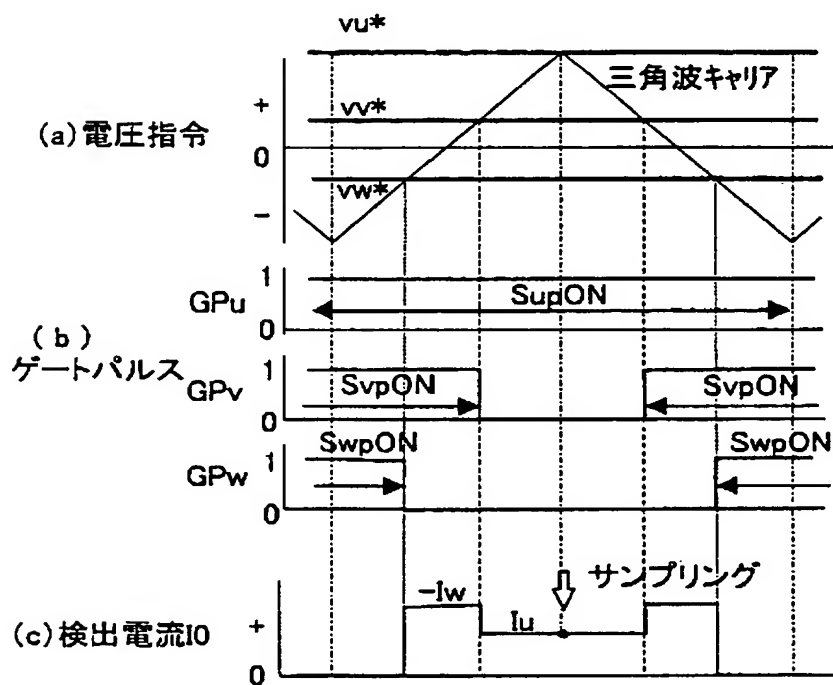 vu*
三角波キャリア
+
vv*
(a)電圧指令
0
vw*
−
1
GPu
SupON
0
(b)
ゲートパルス
1
GPv
SvpON
SvpON
0
SwpON
SwpON
1
GPw
0
サンプリング
-Iw
Iu
(c)検出電流I0
+
0